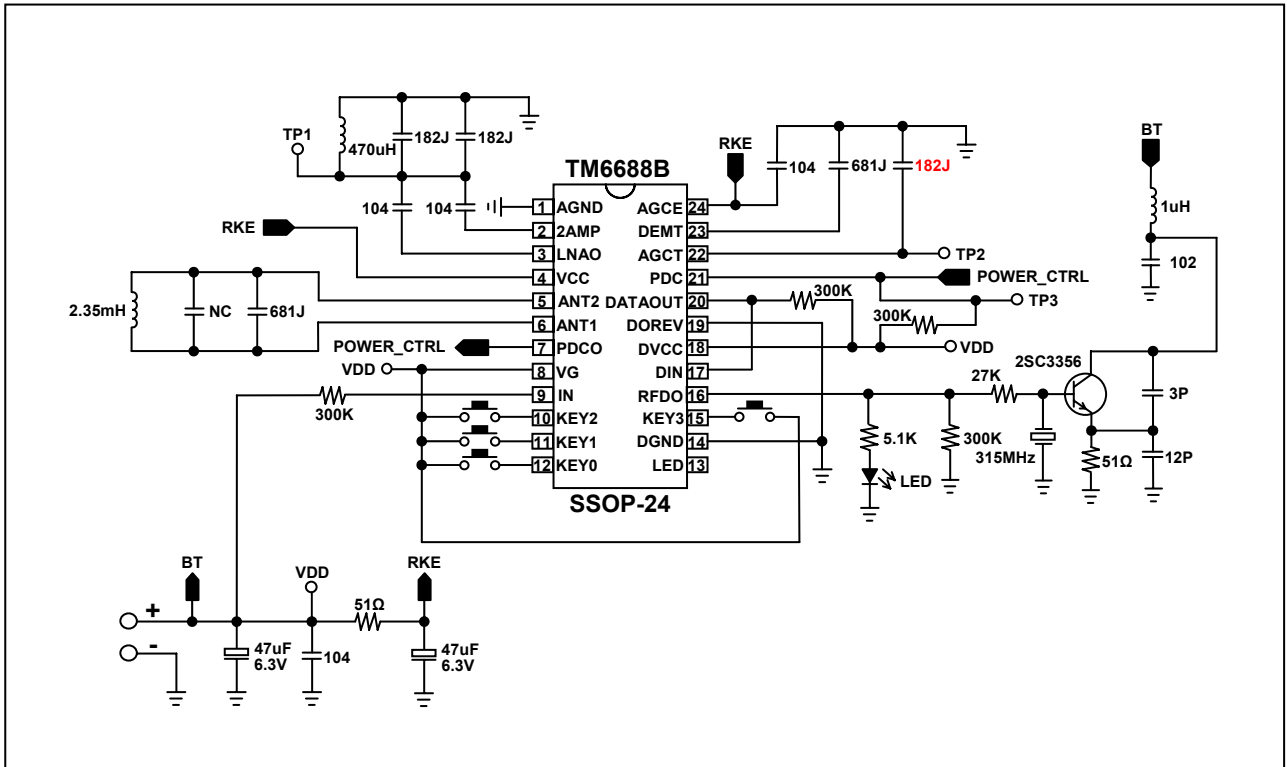 TP1
470uH
182J
182J
104
104
RKE
2.35mH
NC
681J
POWER_CTRL
VDD
300K
TM6688B
1 AGND
2 2AMP
3 LNAO
4 VCC
5 ANT2
6 ANT1
7 PDCO
8 VG
9 IN
10 KEY2
11 KEY1
12 KEY0
AGCE 24
DEMT 23
AGCT 22
PDC 21
DATAOUT 20
DOREV 19
DVCC 18
DIN 17
RFDO 16
KEY3 15
DGND 14
LED 13
SSOP-24
RKE
104
681J
182J
TP2
POWER_CTRL
300K
TP3
300K
VDD
BT
1uH
102
2SC3356
27K
3P
5.1K
300K
315MHz
51Ω
12P
LED
BT
VDD
RKE
51Ω
+
-
47uF
6.3V
104
47uF
6.3V